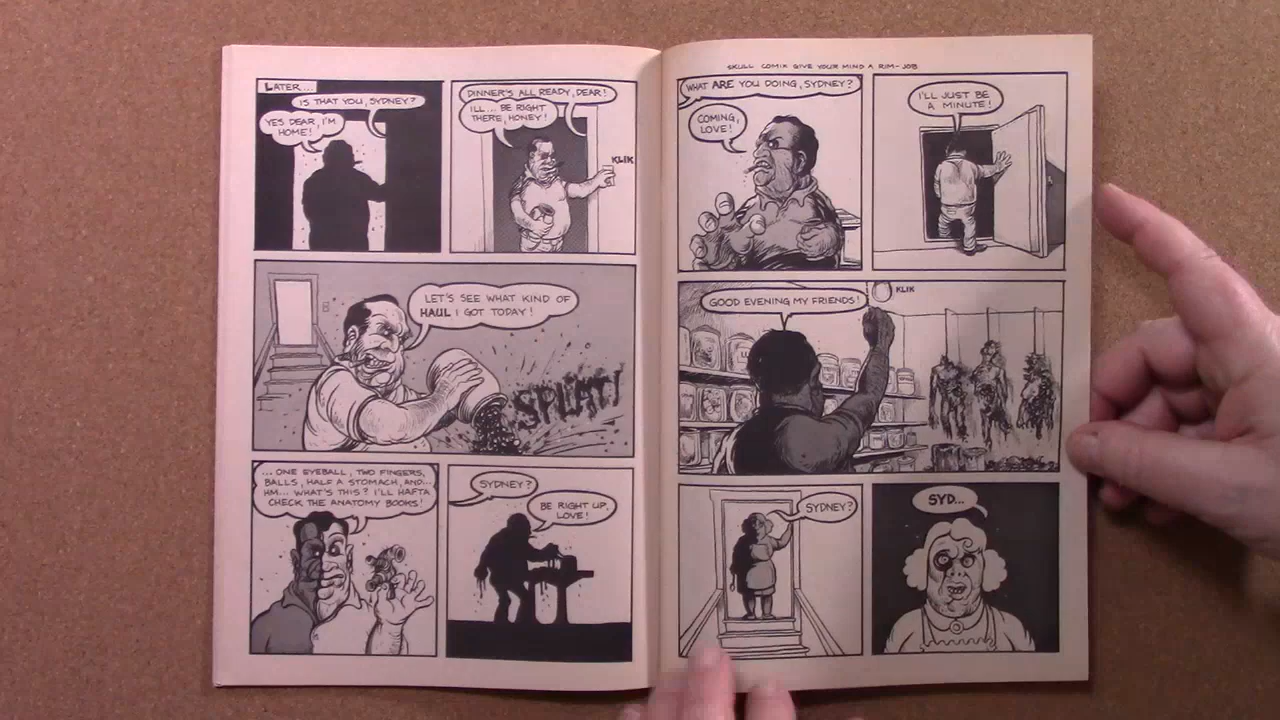 LATER...
IS THAT YOU, SYDNEY?
YES DEAR, I'M
HOME!
DINNER'S ALL READY, DEAR!
ILL... BE RIGHT
THERE, HONEY!
KLIK
LET'S SEE WHAT KIND OF
HAUL I GOT TODAY!
SPLAT!
...ONE EYEBALL, TWO FINGERS,
BALLS, HALF A STOMACH, AND...
HM... WHAT'S THIS? I'LL HAFTA
CHECK THE ANATOMY BOOKS!
SYDNEY?
BE RIGHT UP,
LOVE!
SKULL COMIX GIVE YOUR MIND A RIM-JOB
WHAT ARE YOU DOING, SYDNEY?
COMING,
LOVE!
I'LL JUST BE
A MINUTE!
GOOD EVENING MY FRIENDS!
KLIK
SYDNEY?
SYD...